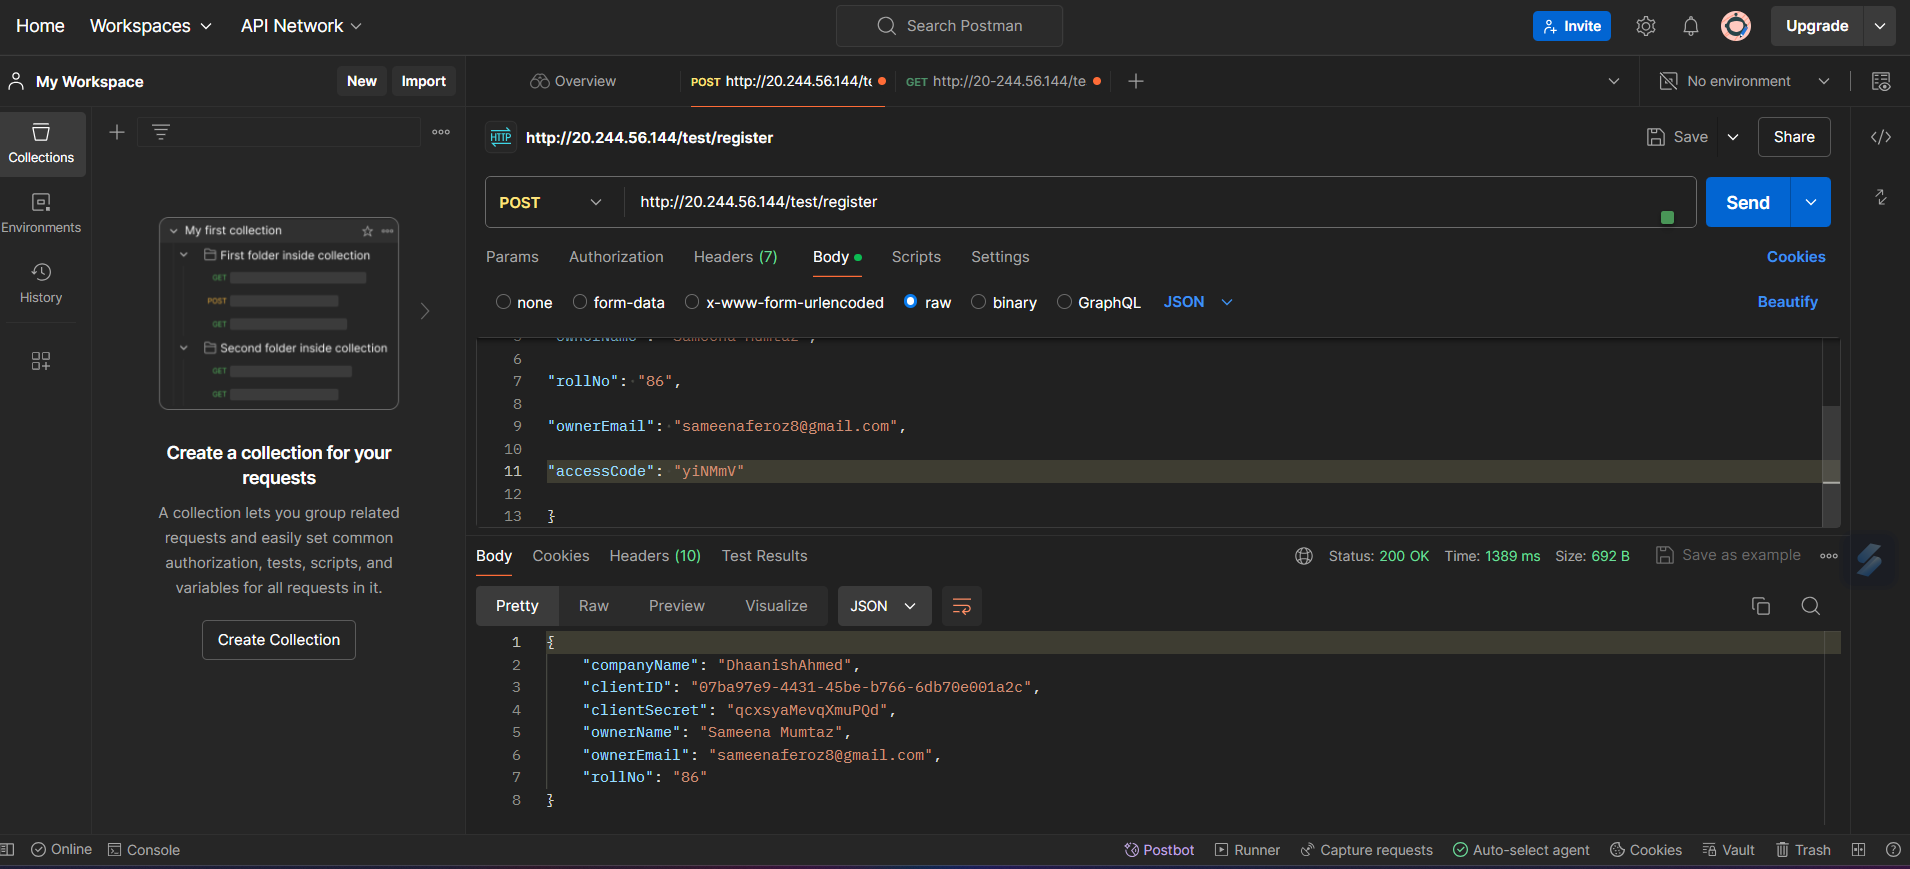 Home Workspaces API Network Search Postman Invite Upgrade
My Workspace New Import Overview POST http://20.244.56.144/te GET http://20-244.56.144/te No environment
Collections
Environments
History
My first collection
First folder inside collection
GET
POST
GET
Second folder inside collection
GET
GET
Create a collection for your
requests
A collection lets you group related
requests and easily set common
authorization, tests, scripts, and
variables for all requests in it.
Create Collection
HTTP http://20.244.56.144/test/register Save Share
POST http://20.244.56.144/test/register Send
Params Authorization Headers (7) Body Scripts Settings Cookies
none form-data x-www-form-urlencoded raw binary GraphQL JSON Beautify
5 "ownerName": "Sameena Mumtaz",
6
7 "rollNo": "86",
8
9 "ownerEmail": "sameenaferoz8@gmail.com",
10
11 "accessCode": "yiNMmV"
12
13 }
Body Cookies Headers (10) Test Results Status: 200 OK Time: 1389 ms Size: 692 B Save as example
Pretty Raw Preview Visualize JSON
1 {
2 "companyName": "DhaanishAhmed",
3 "clientID": "07ba97e9-4431-45be-b766-6db70e001a2c",
4 "clientSecret": "qcxsyaMevqXmuPQd",
5 "ownerName": "Sameena Mumtaz",
6 "ownerEmail": "sameenaferoz8@gmail.com",
7 "rollNo": "86"
8 }
Online Console Postbot Runner Capture requests Auto-select agent Cookies Vault Trash